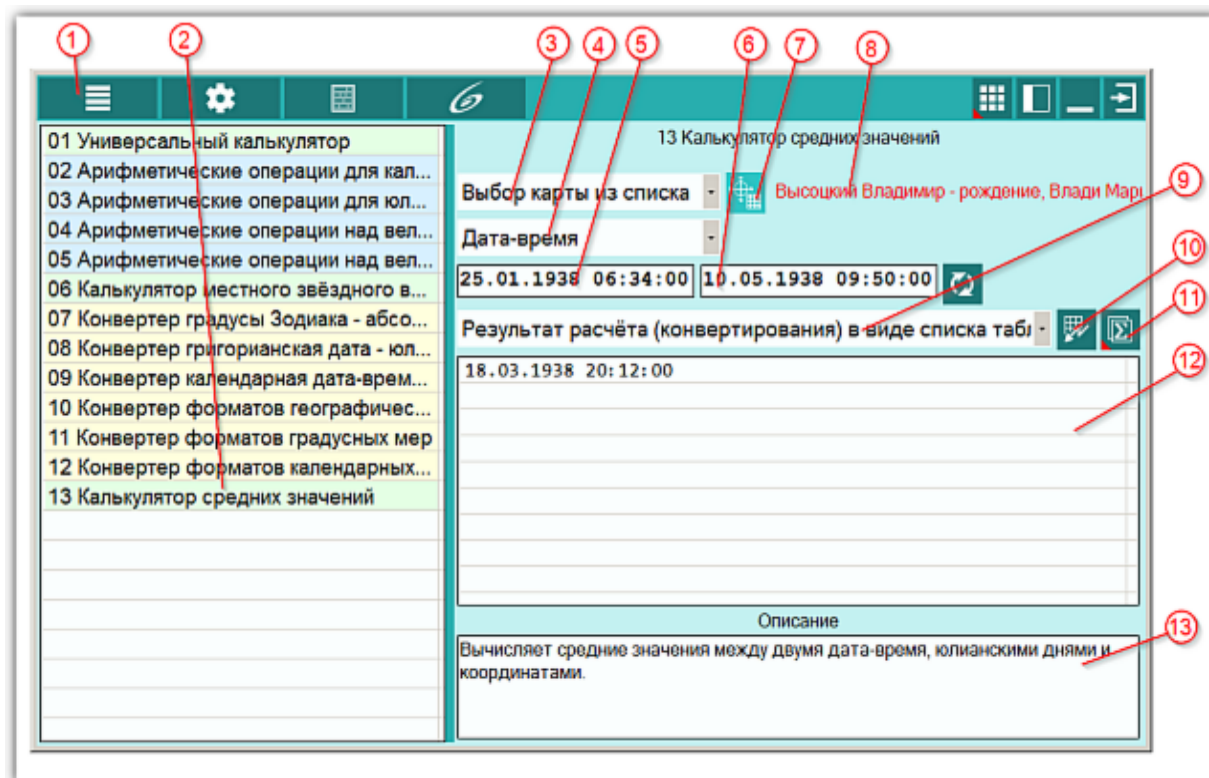 1 2 3 4 5 6 7 8
01 Универсальный калькулятор
02 Арифметические операции для кал...
03 Арифметические операции для юл...
04 Арифметические операции над вел...
05 Арифметические операции над вел...
06 Калькулятор местного звёздного в...
07 Конвертер градусы Зодиака - абсо...
08 Конвертер григорианская дата - юл...
09 Конвертер календарная дата-врем...
10 Конвертер форматов географичес...
11 Конвертер форматов градусных мер
12 Конвертер форматов календарных...
13 Калькулятор средних значений
13 Калькулятор средних значений
Выбор карты из списка Высоцкий Владимир - рождение, Влади Мари
9
Дата-время
10
25.01.1938 06:34:00 10.05.1938 09:50:00
11
Результат расчёта (конвертирования) в виде списка табл
12
18.03.1938 20:12:00
Описание
13
Вычисляет средние значения между двумя дата-время, юлианскими днями и
координатами.